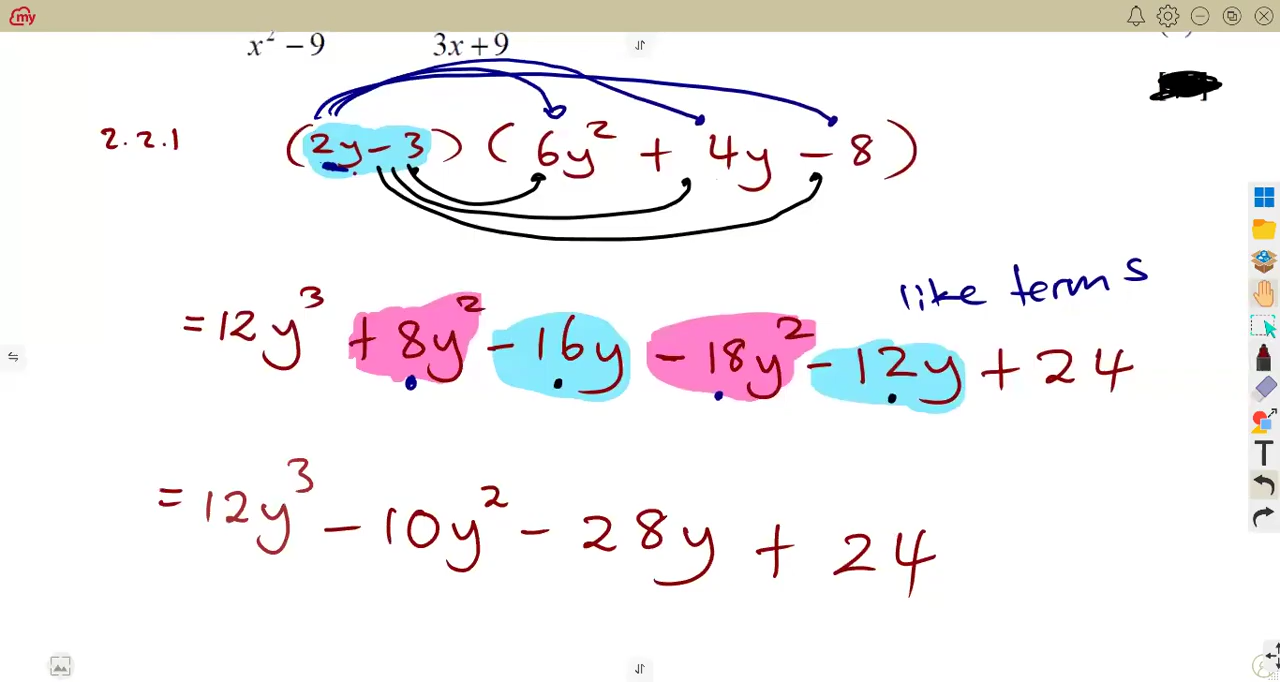 my
x² − 9 3x + 9
2.2.1 (2y − 3) (6y² + 4y − 8)
like terms
= 12y³ + 8y² − 16y − 18y² − 12y + 24
= 12y³ − 10y² − 28y + 24
T